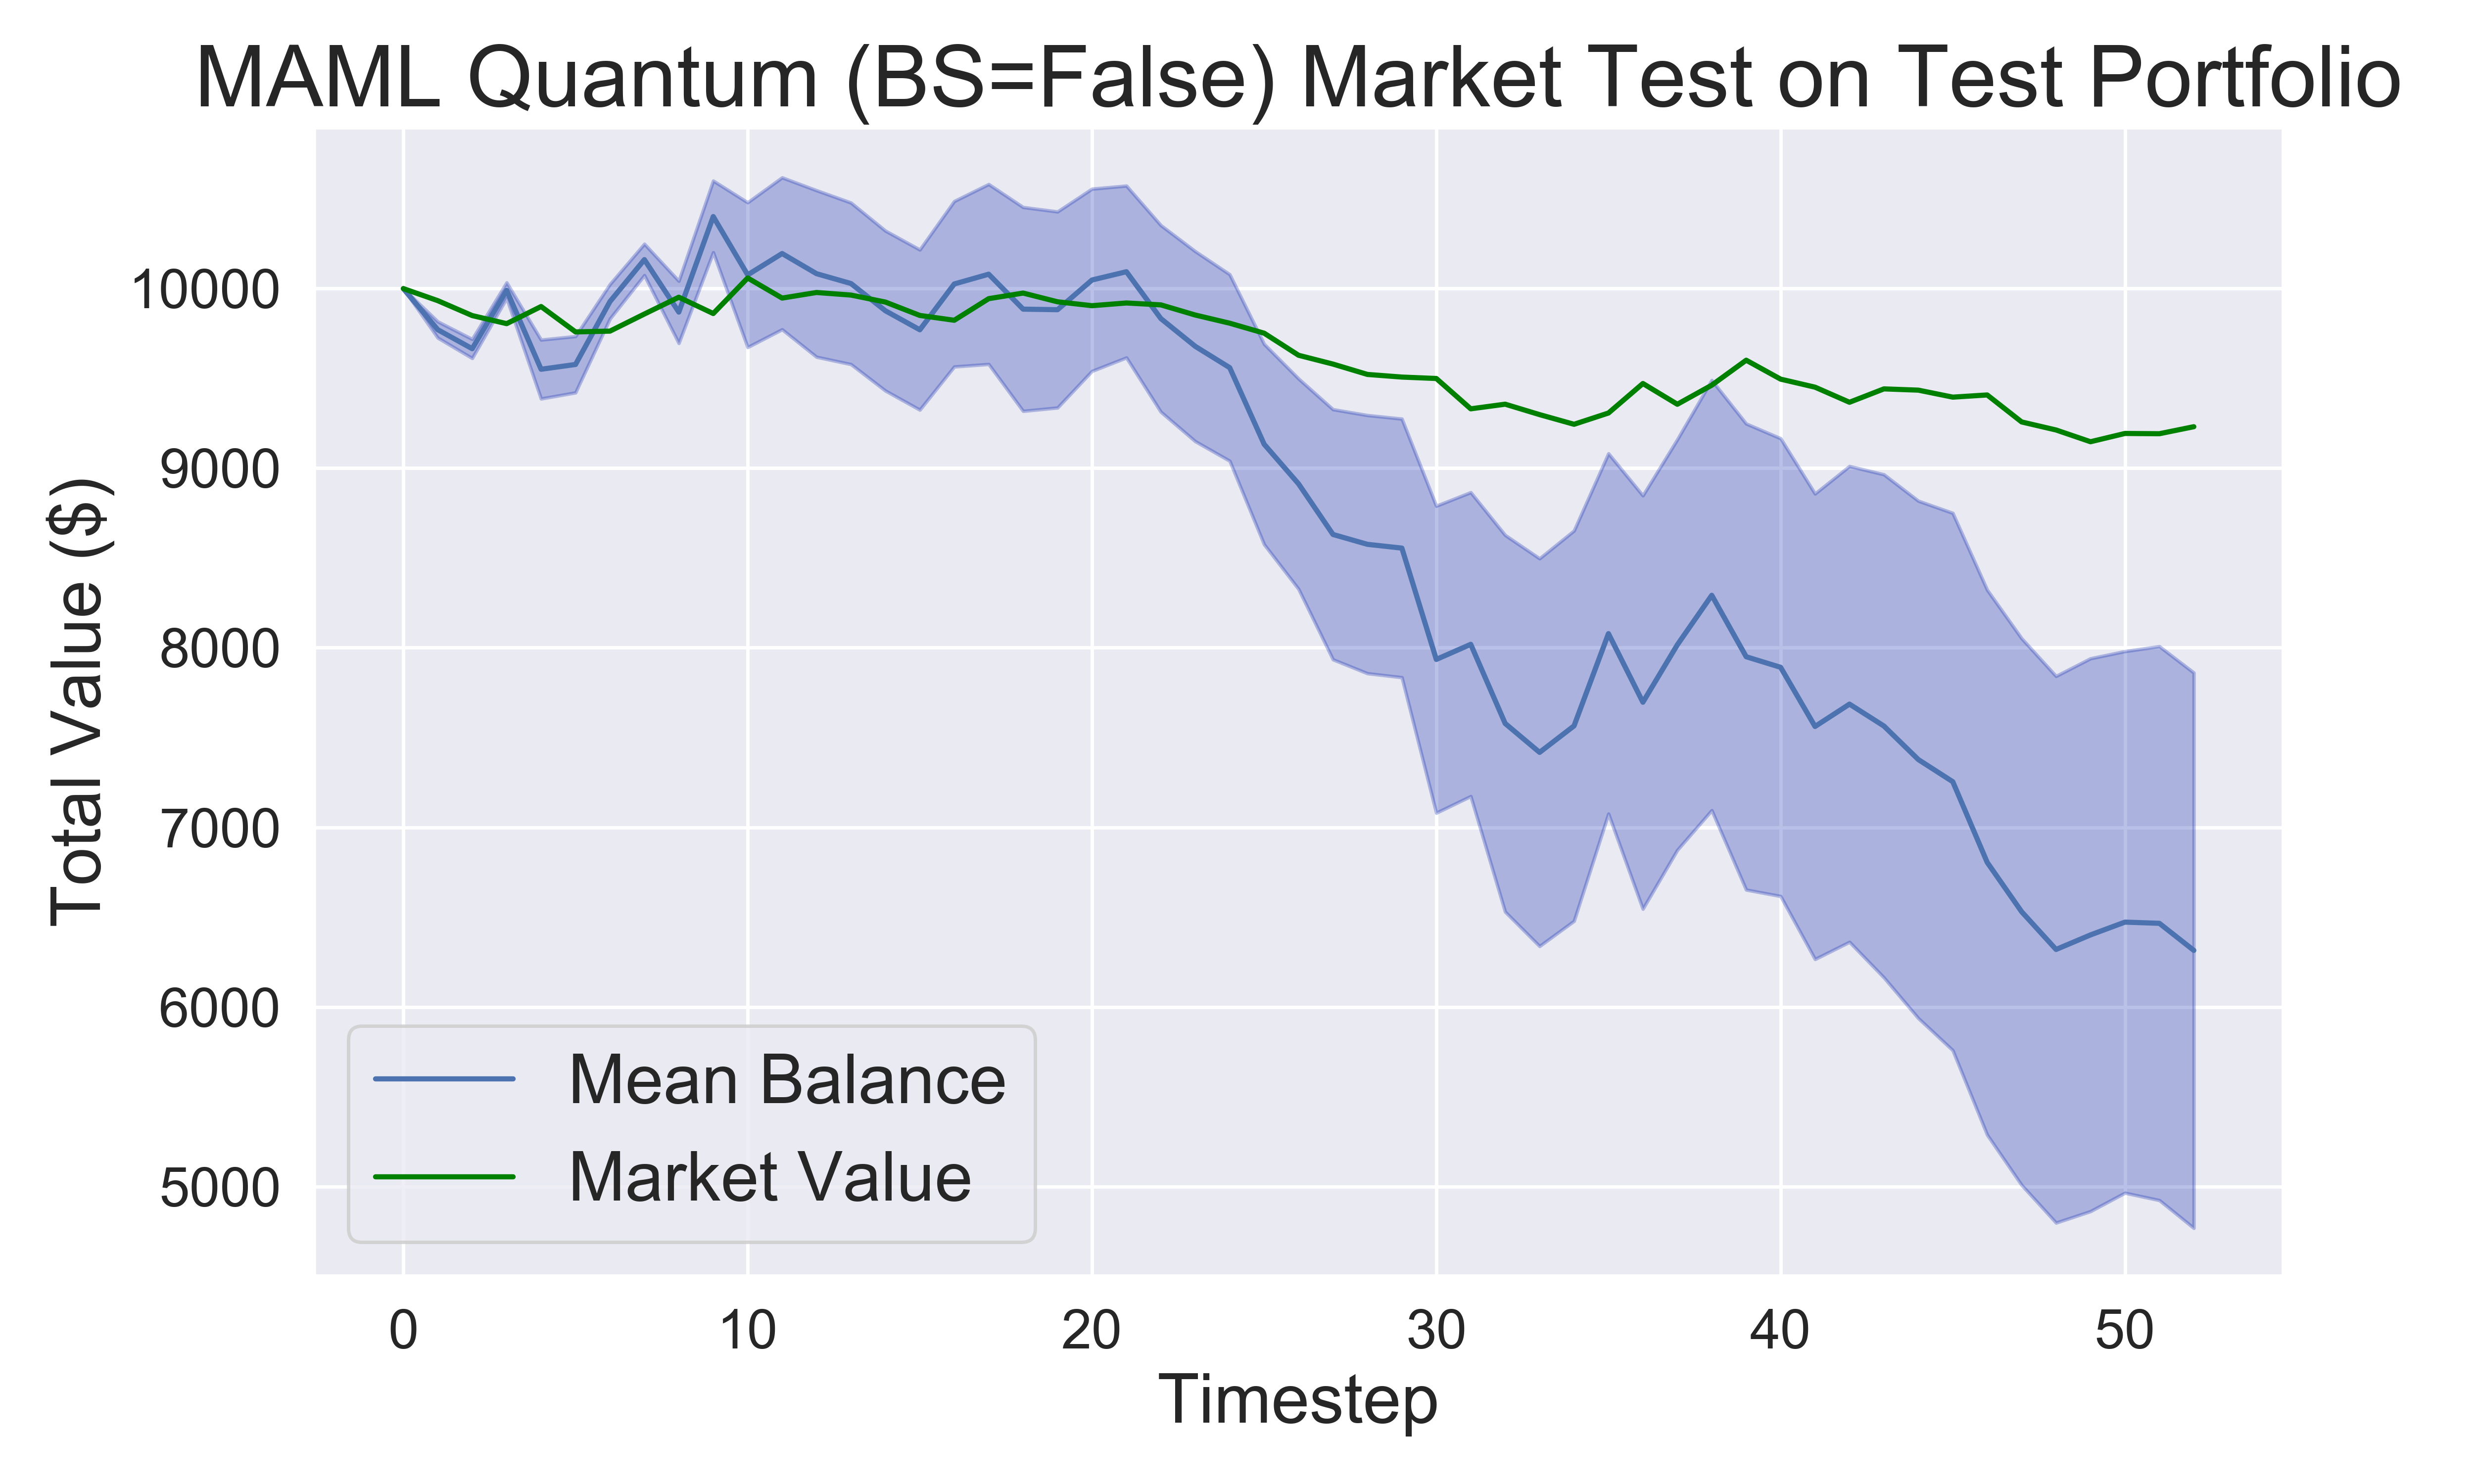 MAML Quantum (BS=False) Market Test on Test Portfolio
Total Value ($)
10000
9000
8000
7000
6000
5000
Mean Balance
Market Value
0 10 20 30 40 50
Timestep